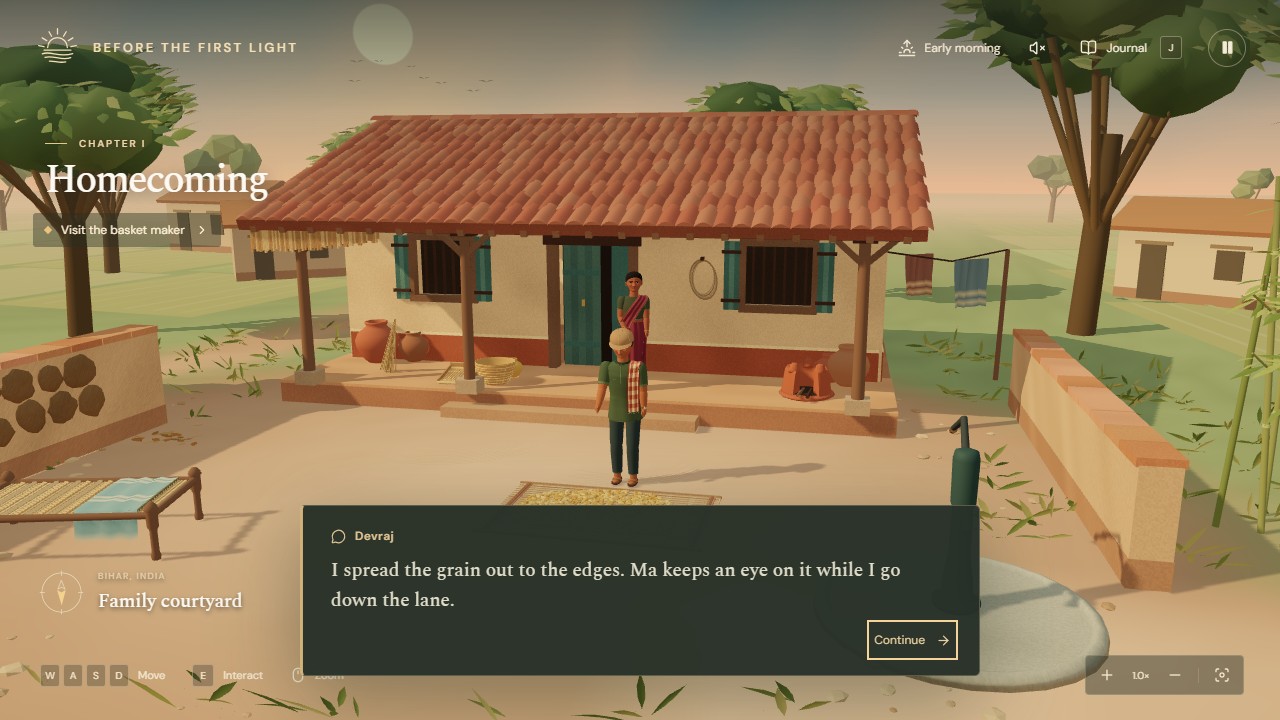 BEFORE THE FIRST LIGHT
Early morning
Journal
J
CHAPTER I
Homecoming
Visit the basket maker
Devraj
I spread the grain out to the edges. Ma keeps an eye on it while I go
down the lane.
Continue
BIHAR, INDIA
Family courtyard
W A S D Move
E Interact
Zoom
1.0×